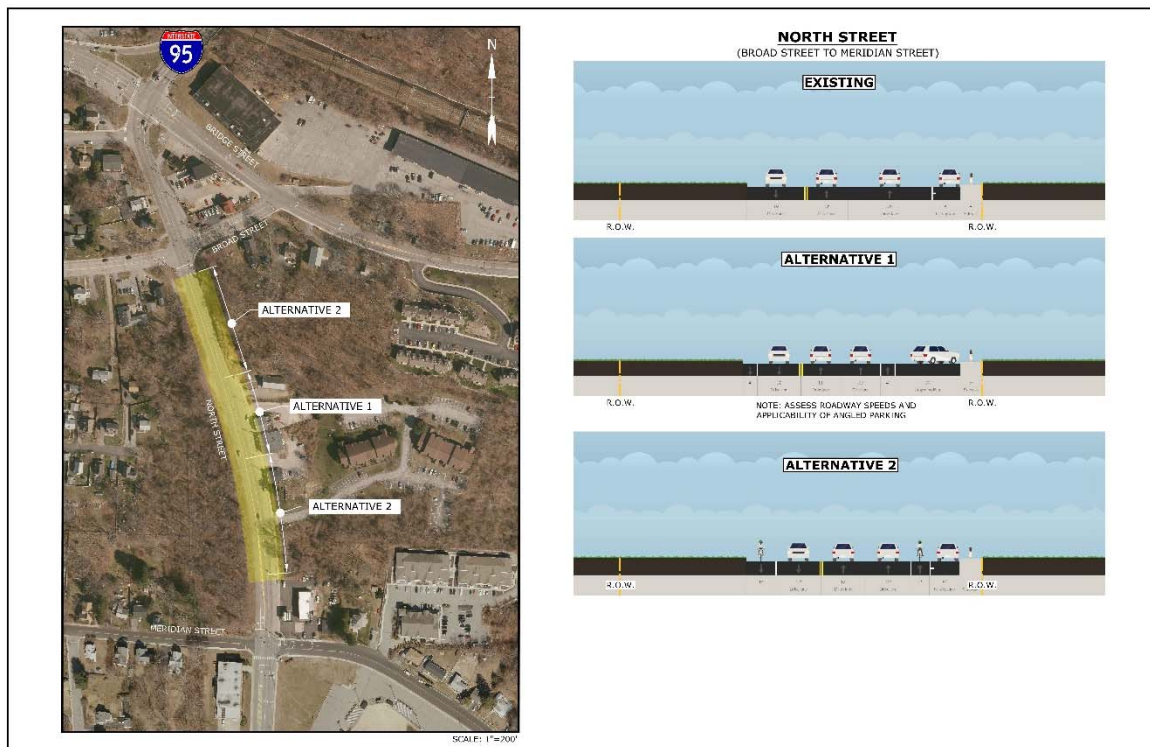 INTERSTATE
95
N
BRIDGE STREET
BROAD STREET
ALTERNATIVE 2
ALTERNATIVE 1
NORTH STREET
ALTERNATIVE 2
MERIDIAN STREET
SCALE: 1"=200'
NORTH STREET
(BROAD STREET TO MERIDIAN STREET)
EXISTING
R.O.W.
R.O.W.
ALTERNATIVE 1
R.O.W.
R.O.W.
NOTE: ASSESS ROADWAY SPEEDS AND
APPLICABILITY OF ANGLED PARKING
ALTERNATIVE 2
R.O.W.
R.O.W.